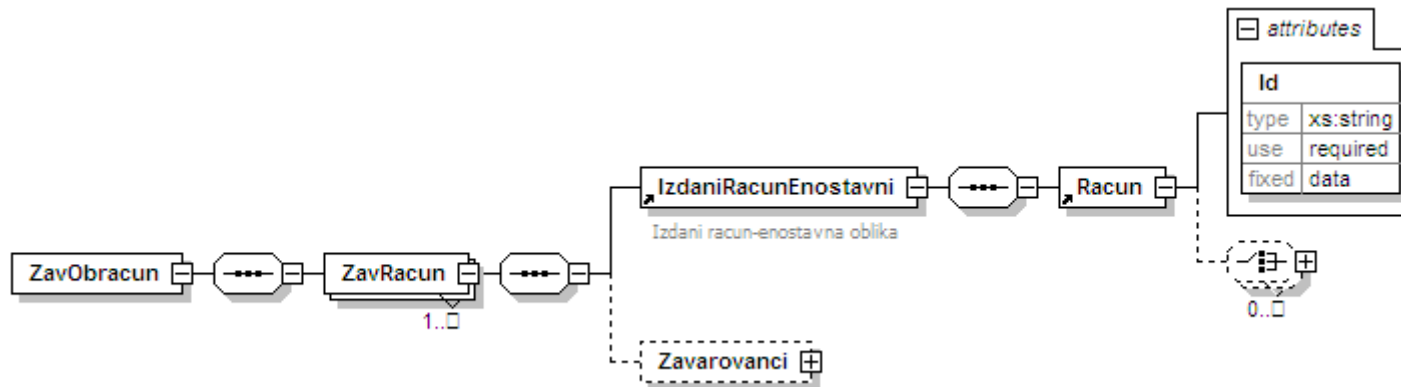 attributes
Id
type xs:string
use required
fixed data
IzdaniRacunEnostavni
Racun
Izdani racun-enostavna oblika
ZavObracun
ZavRacun
1..□
0..□
Zavarovanci